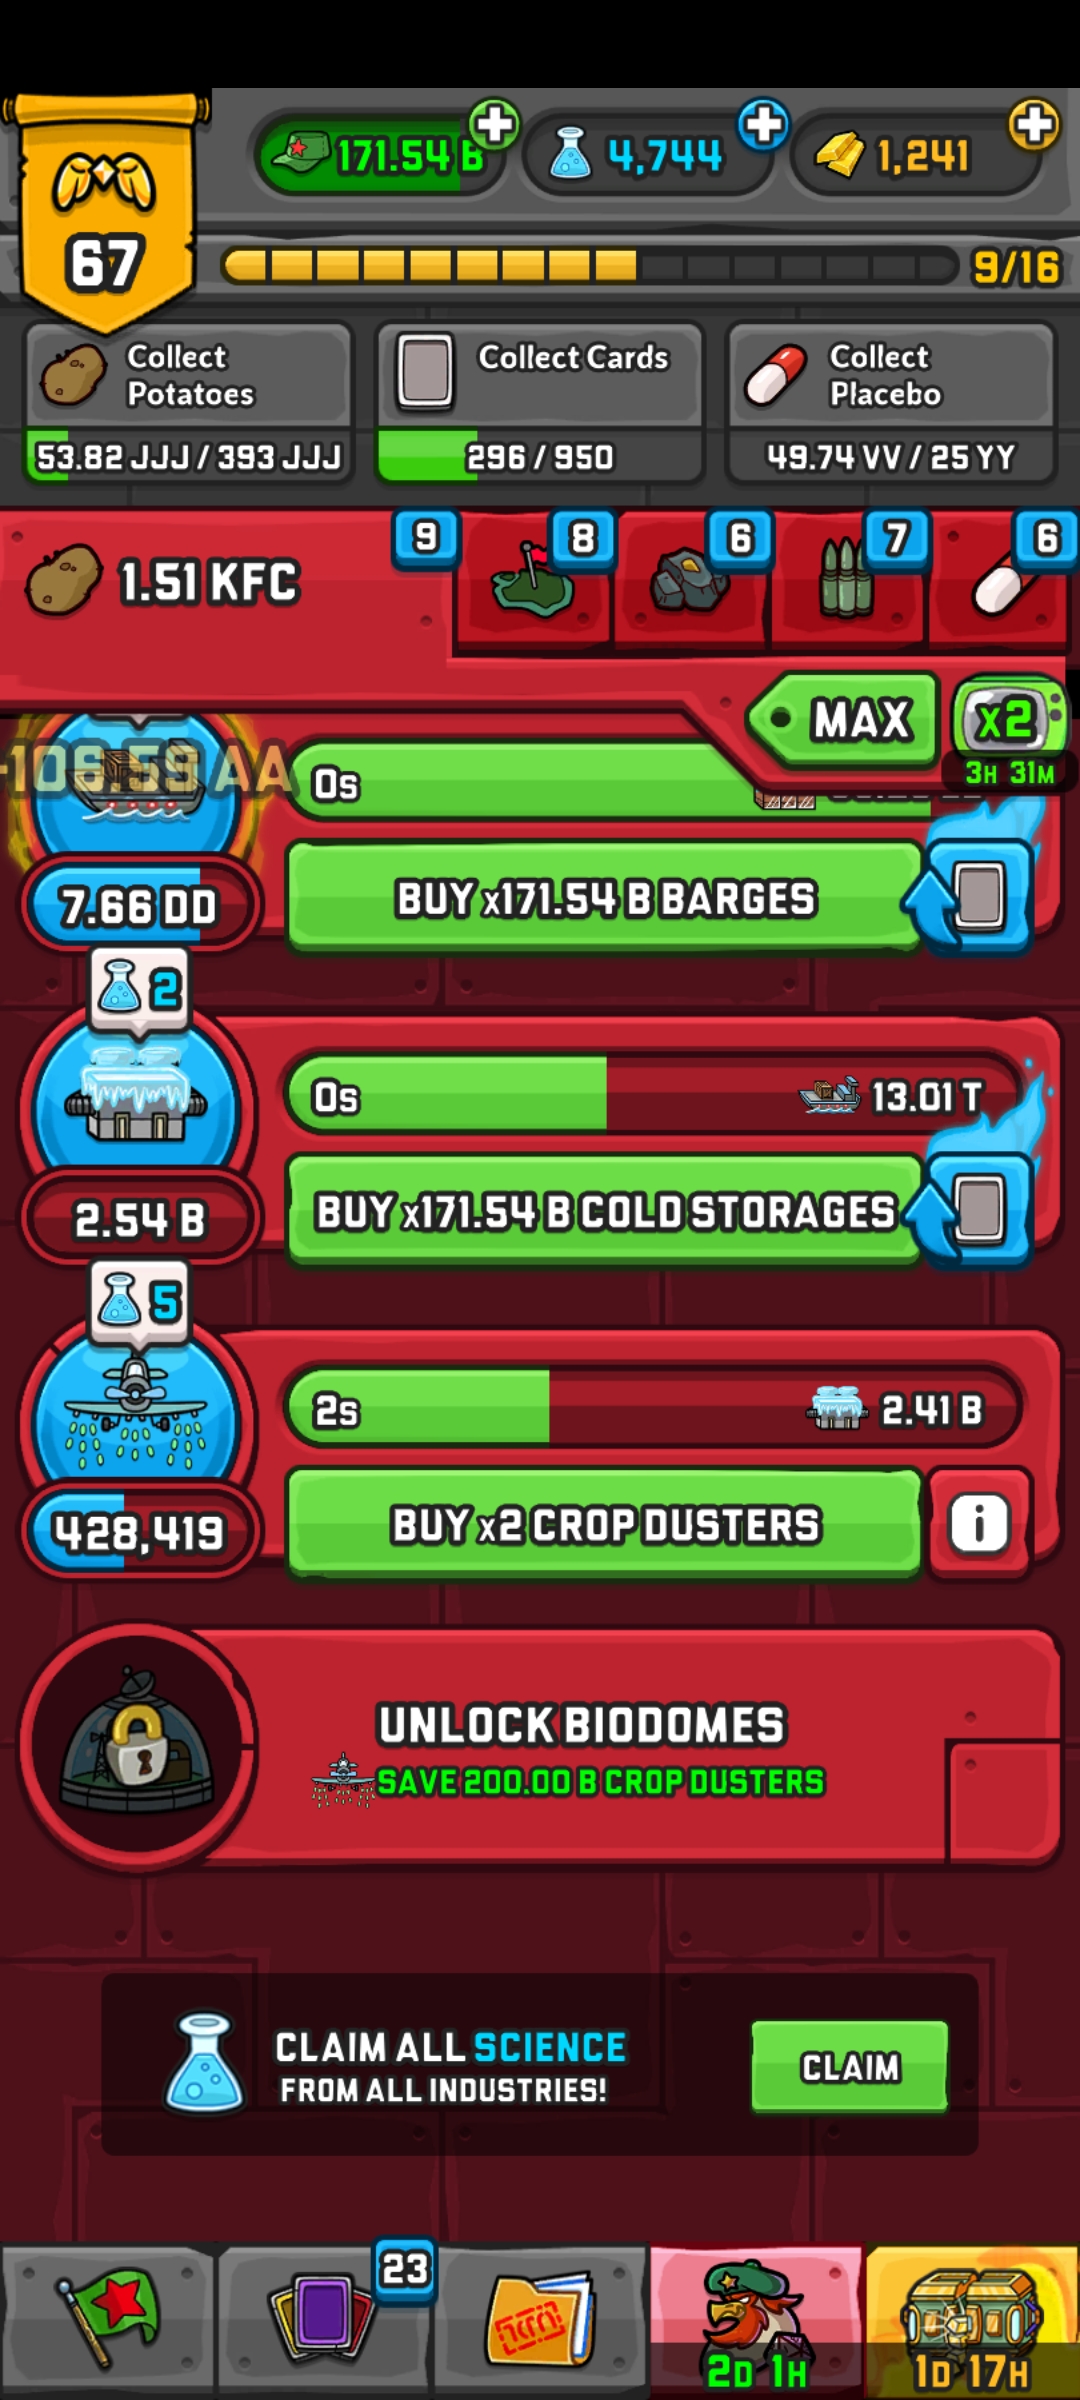 171.54 B
4,744
1,241
67
9/16
Collect
Potatoes
53.82 JJJ / 393 JJJ
Collect Cards
296 / 950
Collect
Placebo
49.74 VV / 25 YY
1.51 KFC
9
8
6
7
6
MAX
x2
3H 31M
-106.59 AA
0s
7.66 DD
BUY x171.54 B BARGES
2
0s
13.01 T
2.54 B
BUY x171.54 B COLD STORAGES
5
2s
2.41 B
428,419
BUY x2 CROP DUSTERS
i
UNLOCK BIODOMES
SAVE 200.00 B CROP DUSTERS
CLAIM ALL SCIENCE
FROM ALL INDUSTRIES!
CLAIM
23
2D 1H
1D 17H